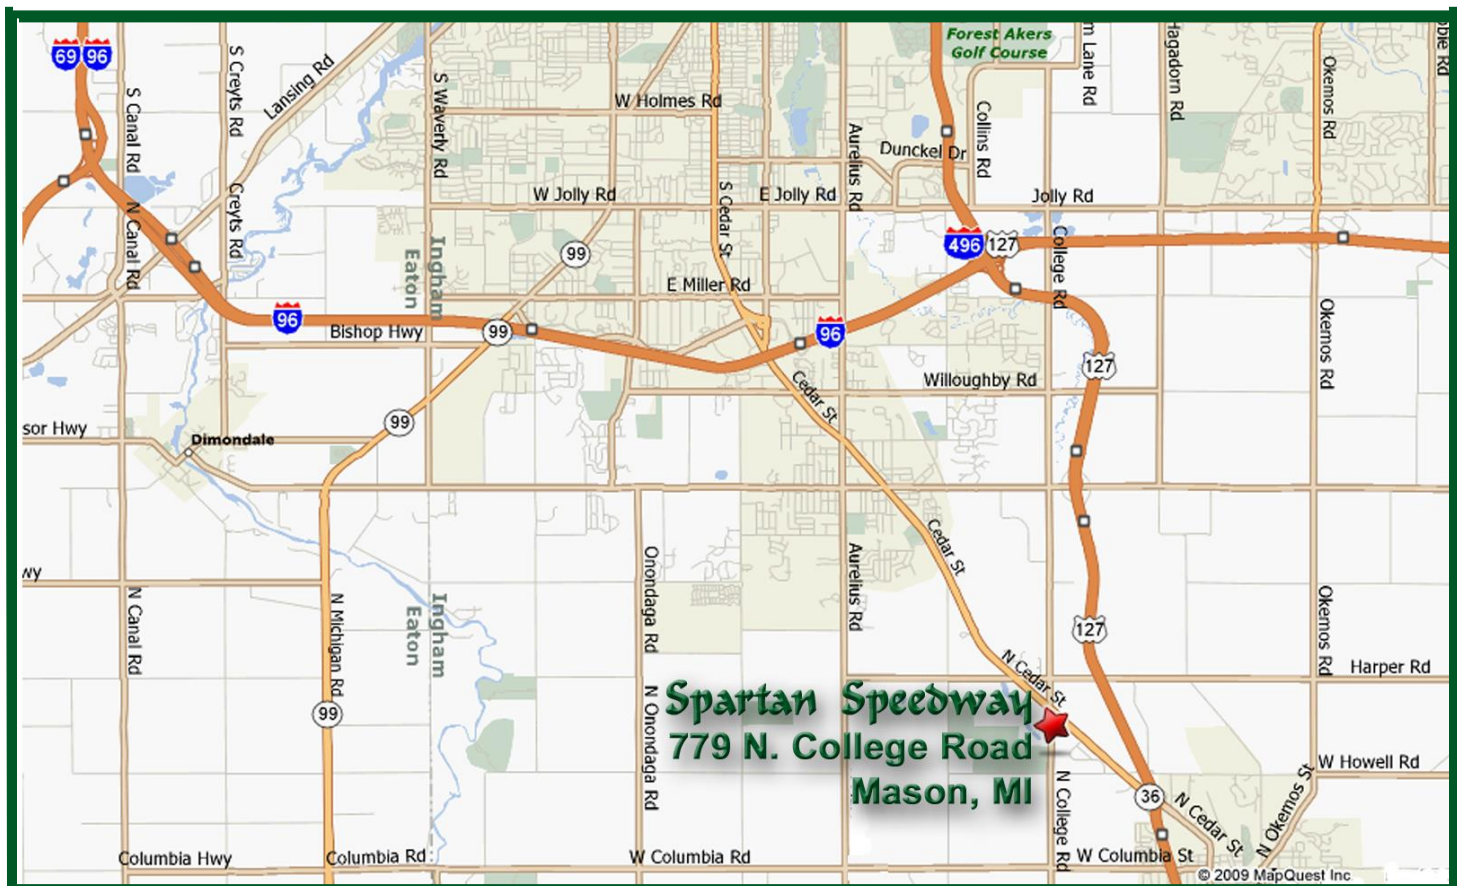 Forest Akers
Golf Course
69
96
S Canal Rd
S Creyts Rd
Lansing Rd
S Waverly Rd
W Holmes Rd
Aurelius Rd
Dunckel Dr
Collins Rd
m Lane Rd
Hagadorn Rd
Okemos Rd
bie Rd
W Jolly Rd
E Jolly Rd
Jolly Rd
S Cedar St
Creyts Rd
N Canal Rd
Ingham
Eaton
99
496
127
College Rd
E Miller Rd
96
Bishop Hwy
99
96
127
Okemos Rd
Willoughby Rd
Cedar St
99
sor Hwy
Dimondale
Cedar St
Onondaga Rd
Aurelius Rd
wy
N Canal Rd
N Michigan Rd
Ingham
Eaton
127
Okemos Rd
Harper Rd
N Cedar St
99
N Onondaga Rd
Spartan Speedway
779 N. College Road
Mason, MI
W Howell Rd
N College Rd
36
N Cedar St
N Okemos St
Columbia Hwy
Columbia Rd
W Columbia Rd
W Columbia St
© 2009 MapQuest Inc